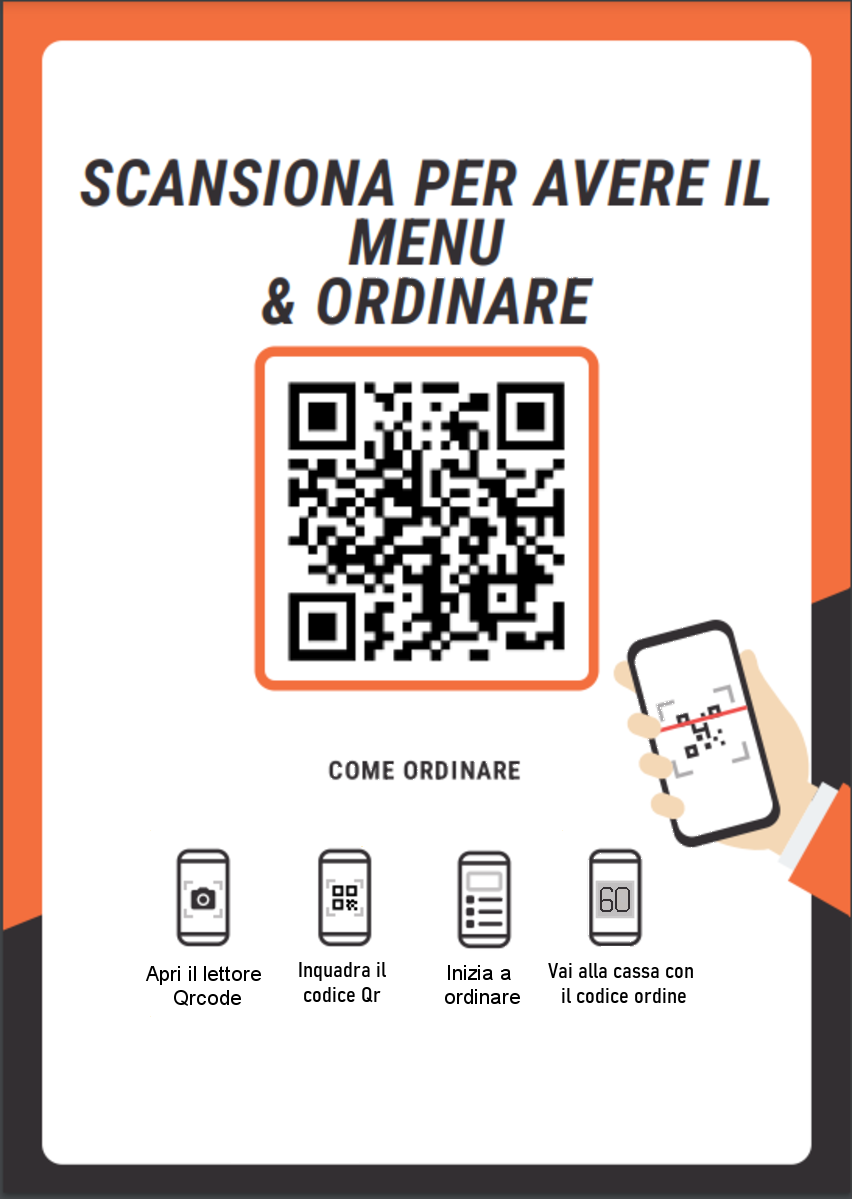 SCANSIONA PER AVERE IL
MENU
& ORDINARE
COME ORDINARE
60
Apri il lettore
Qrcode
Inquadra il
codice Qr
Inizia a
ordinare
Vai alla cassa con
il codice ordine